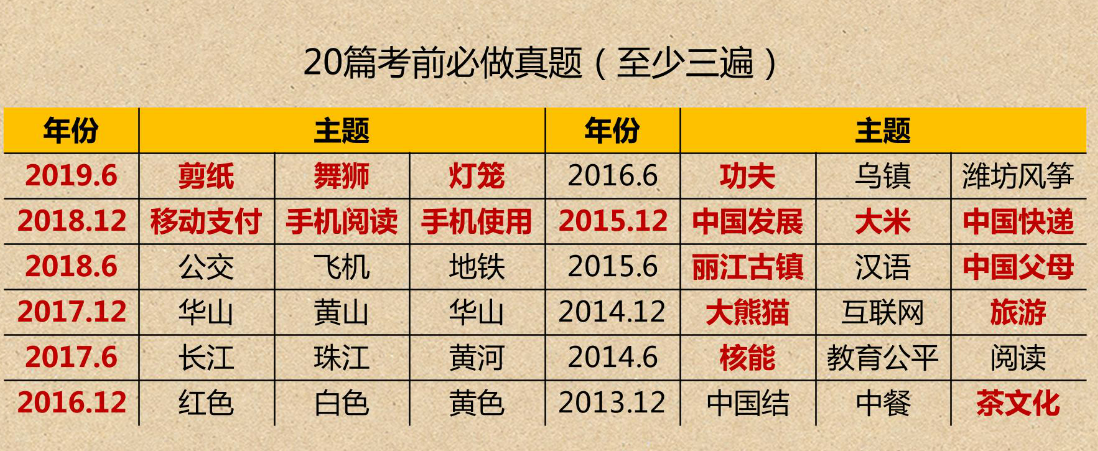 20篇考前必做真题（至少三遍）
年份 主题 年份 主题
2019.6 剪纸 舞狮 灯笼 2016.6 功夫 乌镇 潍坊风筝
2018.12 移动支付 手机阅读 手机使用 2015.12 中国发展 大米 中国快递
2018.6 公交 飞机 地铁 2015.6 丽江古镇 汉语 中国父母
2017.12 华山 黄山 华山 2014.12 大熊猫 互联网 旅游
2017.6 长江 珠江 黄河 2014.6 核能 教育公平 阅读
2016.12 红色 白色 黄色 2013.12 中国结 中餐 茶文化